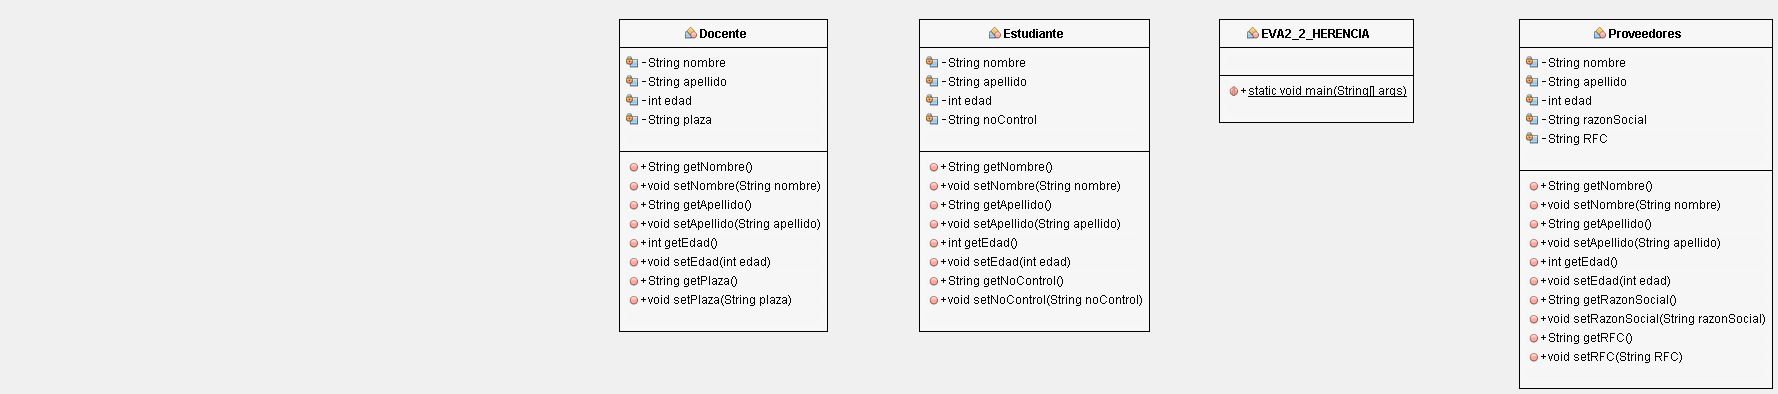 Docente
- String nombre
- String apellido
- int edad
- String plaza
+ String getNombre()
+ void setNombre(String nombre)
+ String getApellido()
+ void setApellido(String apellido)
+ int getEdad()
+ void setEdad(int edad)
+ String getPlaza()
+ void setPlaza(String plaza)
Estudiante
- String nombre
- String apellido
- int edad
- String noControl
+ String getNombre()
+ void setNombre(String nombre)
+ String getApellido()
+ void setApellido(String apellido)
+ int getEdad()
+ void setEdad(int edad)
+ String getNoControl()
+ void setNoControl(String noControl)
EVA2_2_HERENCIA
+ static void main(String[] args)
Proveedores
- String nombre
- String apellido
- int edad
- String razonSocial
- String RFC
+ String getNombre()
+ void setNombre(String nombre)
+ String getApellido()
+ void setApellido(String apellido)
+ int getEdad()
+ void setEdad(int edad)
+ String getRazonSocial()
+ void setRazonSocial(String razonSocial)
+ String getRFC()
+ void setRFC(String RFC)